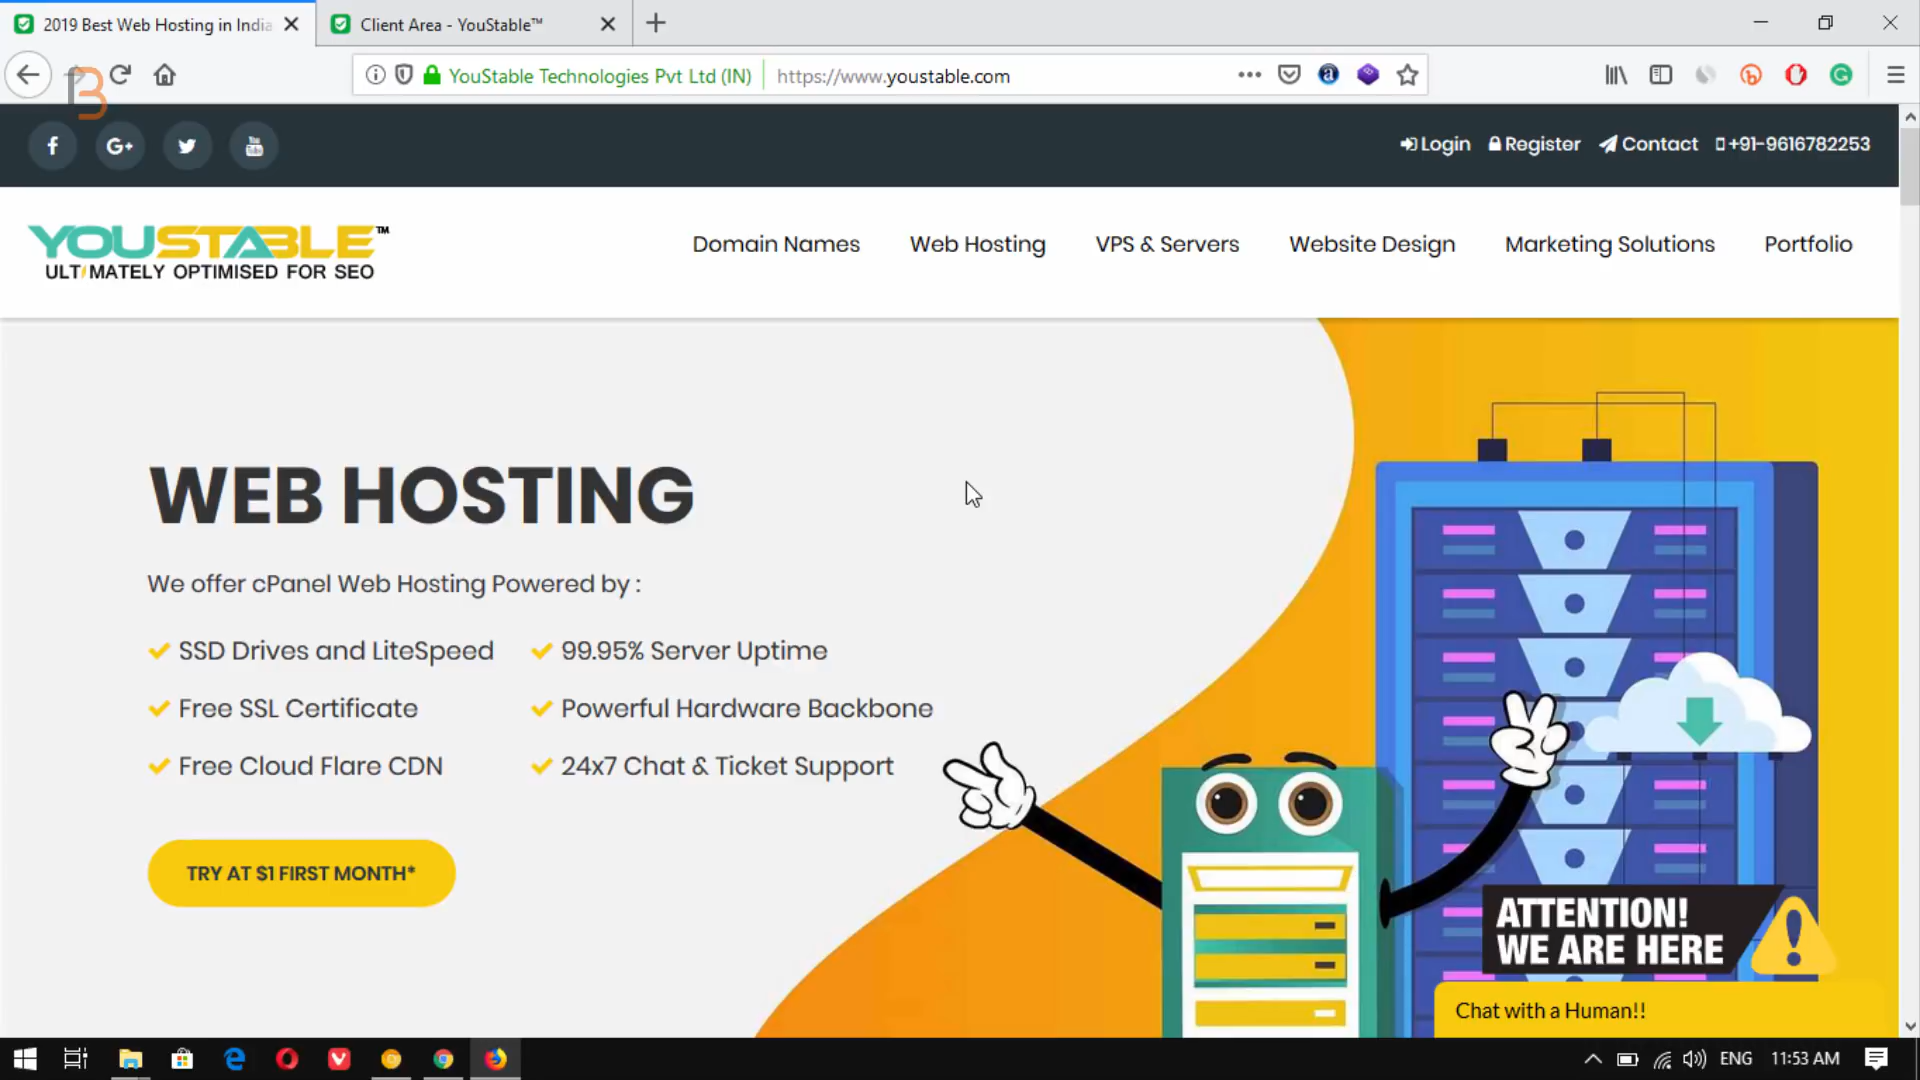 2019 Best Web Hosting in India
Client Area - YouStable™
YouStable Technologies Pvt Ltd (IN)
https://www.youstable.com
B
Login
Register
Contact
+91-9616782253
YOUSTABLE™
ULTIMATELY OPTIMISED FOR SEO
Domain Names
Web Hosting
VPS & Servers
Website Design
Marketing Solutions
Portfolio
WEB HOSTING
We offer cPanel Web Hosting Powered by :
SSD Drives and LiteSpeed
99.95% Server Uptime
Free SSL Certificate
Powerful Hardware Backbone
Free Cloud Flare CDN
24x7 Chat & Ticket Support
TRY AT $1 FIRST MONTH*
ATTENTION!
WE ARE HERE
Chat with a Human!!
ENG
11:53 AM